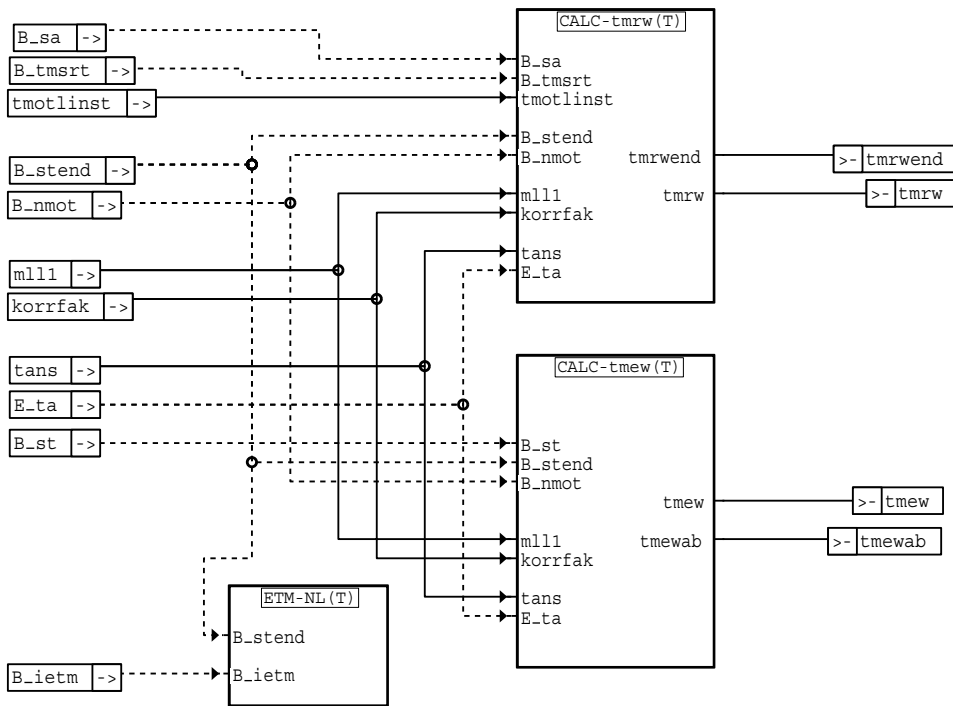 CALC-tmrw(T)
B_sa ->
B_tmsrt ->
tmotlinst ->
B_stend ->
B_nmot ->
mll1 ->
korrfak ->
tans ->
E_ta ->
B_st ->
B_ietm ->
B_sa
B_tmsrt
tmotlinst
B_stend
B_nmot
mll1
korrfak
tans
E_ta
tmrwend
tmrw
>- tmrwend
>- tmrw
CALC-tmew(T)
B_st
B_stend
B_nmot
mll1
korrfak
tans
E_ta
tmew
tmewab
>- tmew
>- tmewab
ETM-NL(T)
B_stend
B_ietm